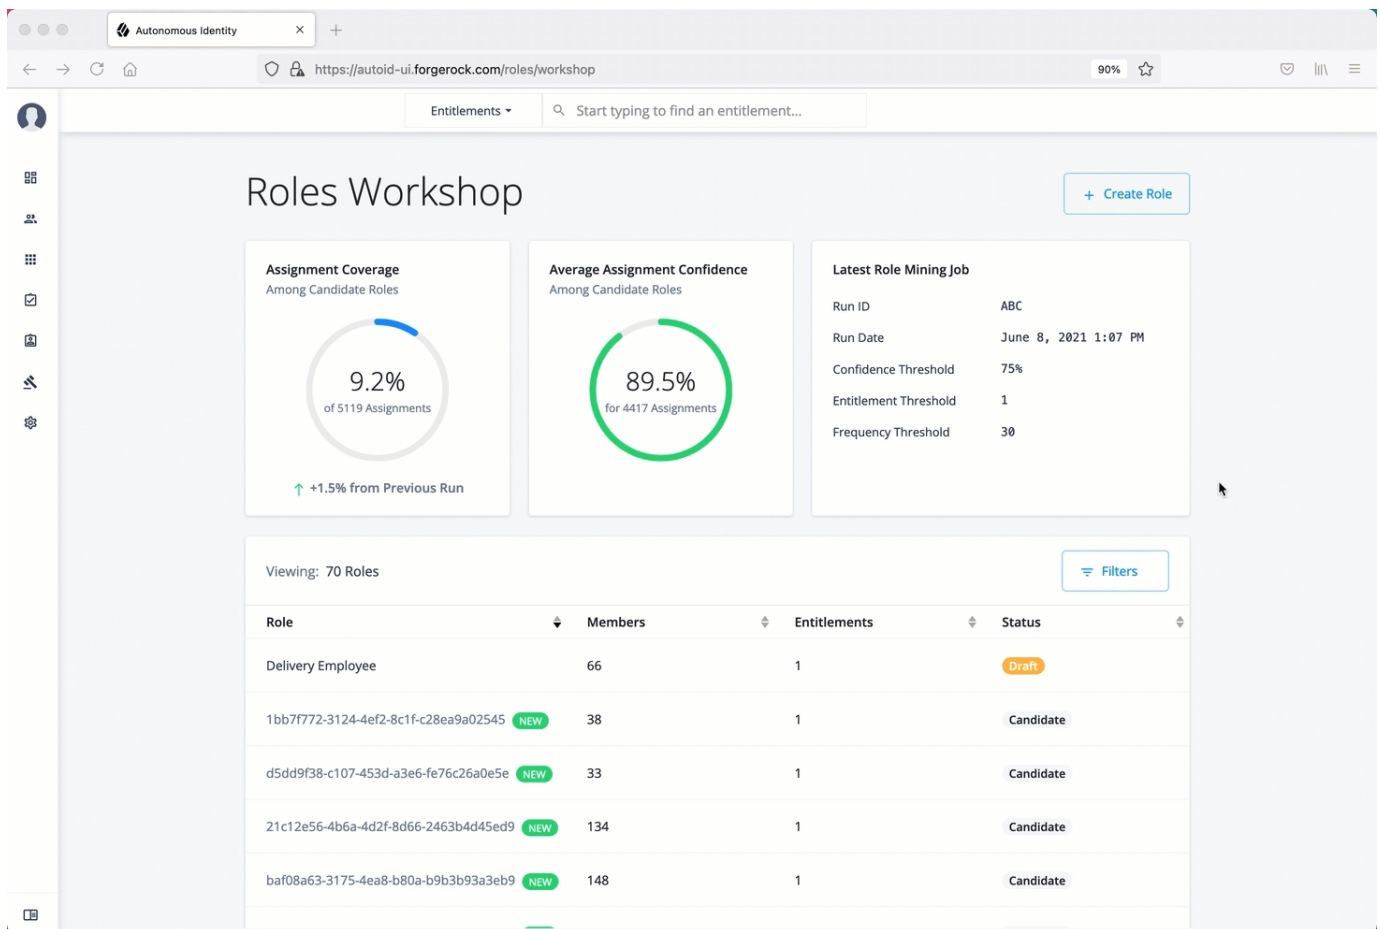 Autonomous Identity
https://autoid-ui.forgerock.com/roles/workshop
90%
Entitlements
Start typing to find an entitlement...
Roles Workshop
+ Create Role
Assignment Coverage
Among Candidate Roles
9.2%
of 5119 Assignments
+1.5% from Previous Run
Average Assignment Confidence
Among Candidate Roles
89.5%
for 4417 Assignments
Latest Role Mining Job
Run ID ABC
Run Date June 8, 2021 1:07 PM
Confidence Threshold 75%
Entitlement Threshold 1
Frequency Threshold 30
Viewing: 70 Roles
Filters
Role Members Entitlements Status
Delivery Employee 66 1 Draft
1bb7f772-3124-4ef2-8c1f-c28ea9a02545 NEW 38 1 Candidate
d5dd9f38-c107-453d-a3e6-fe76c26a0e5e NEW 33 1 Candidate
21c12e56-4b6a-4d2f-8d66-2463b4d45ed9 NEW 134 1 Candidate
baf08a63-3175-4ea8-b80a-b9b3b93a3eb9 NEW 148 1 Candidate